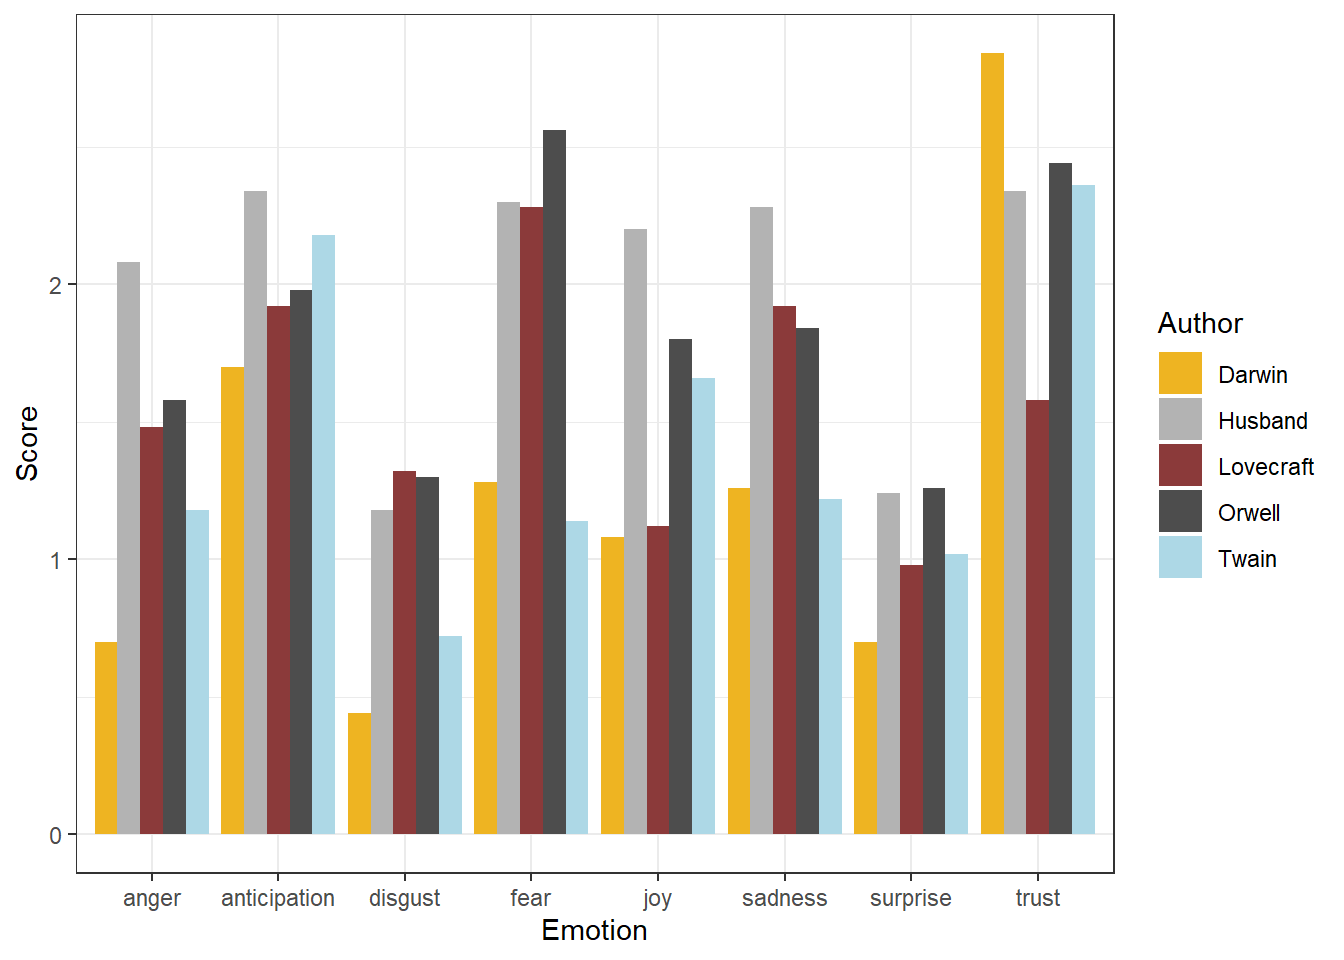 Score
2
1
0
anger anticipation disgust fear joy sadness surprise trust
Emotion
Author
Darwin
Husband
Lovecraft
Orwell
Twain